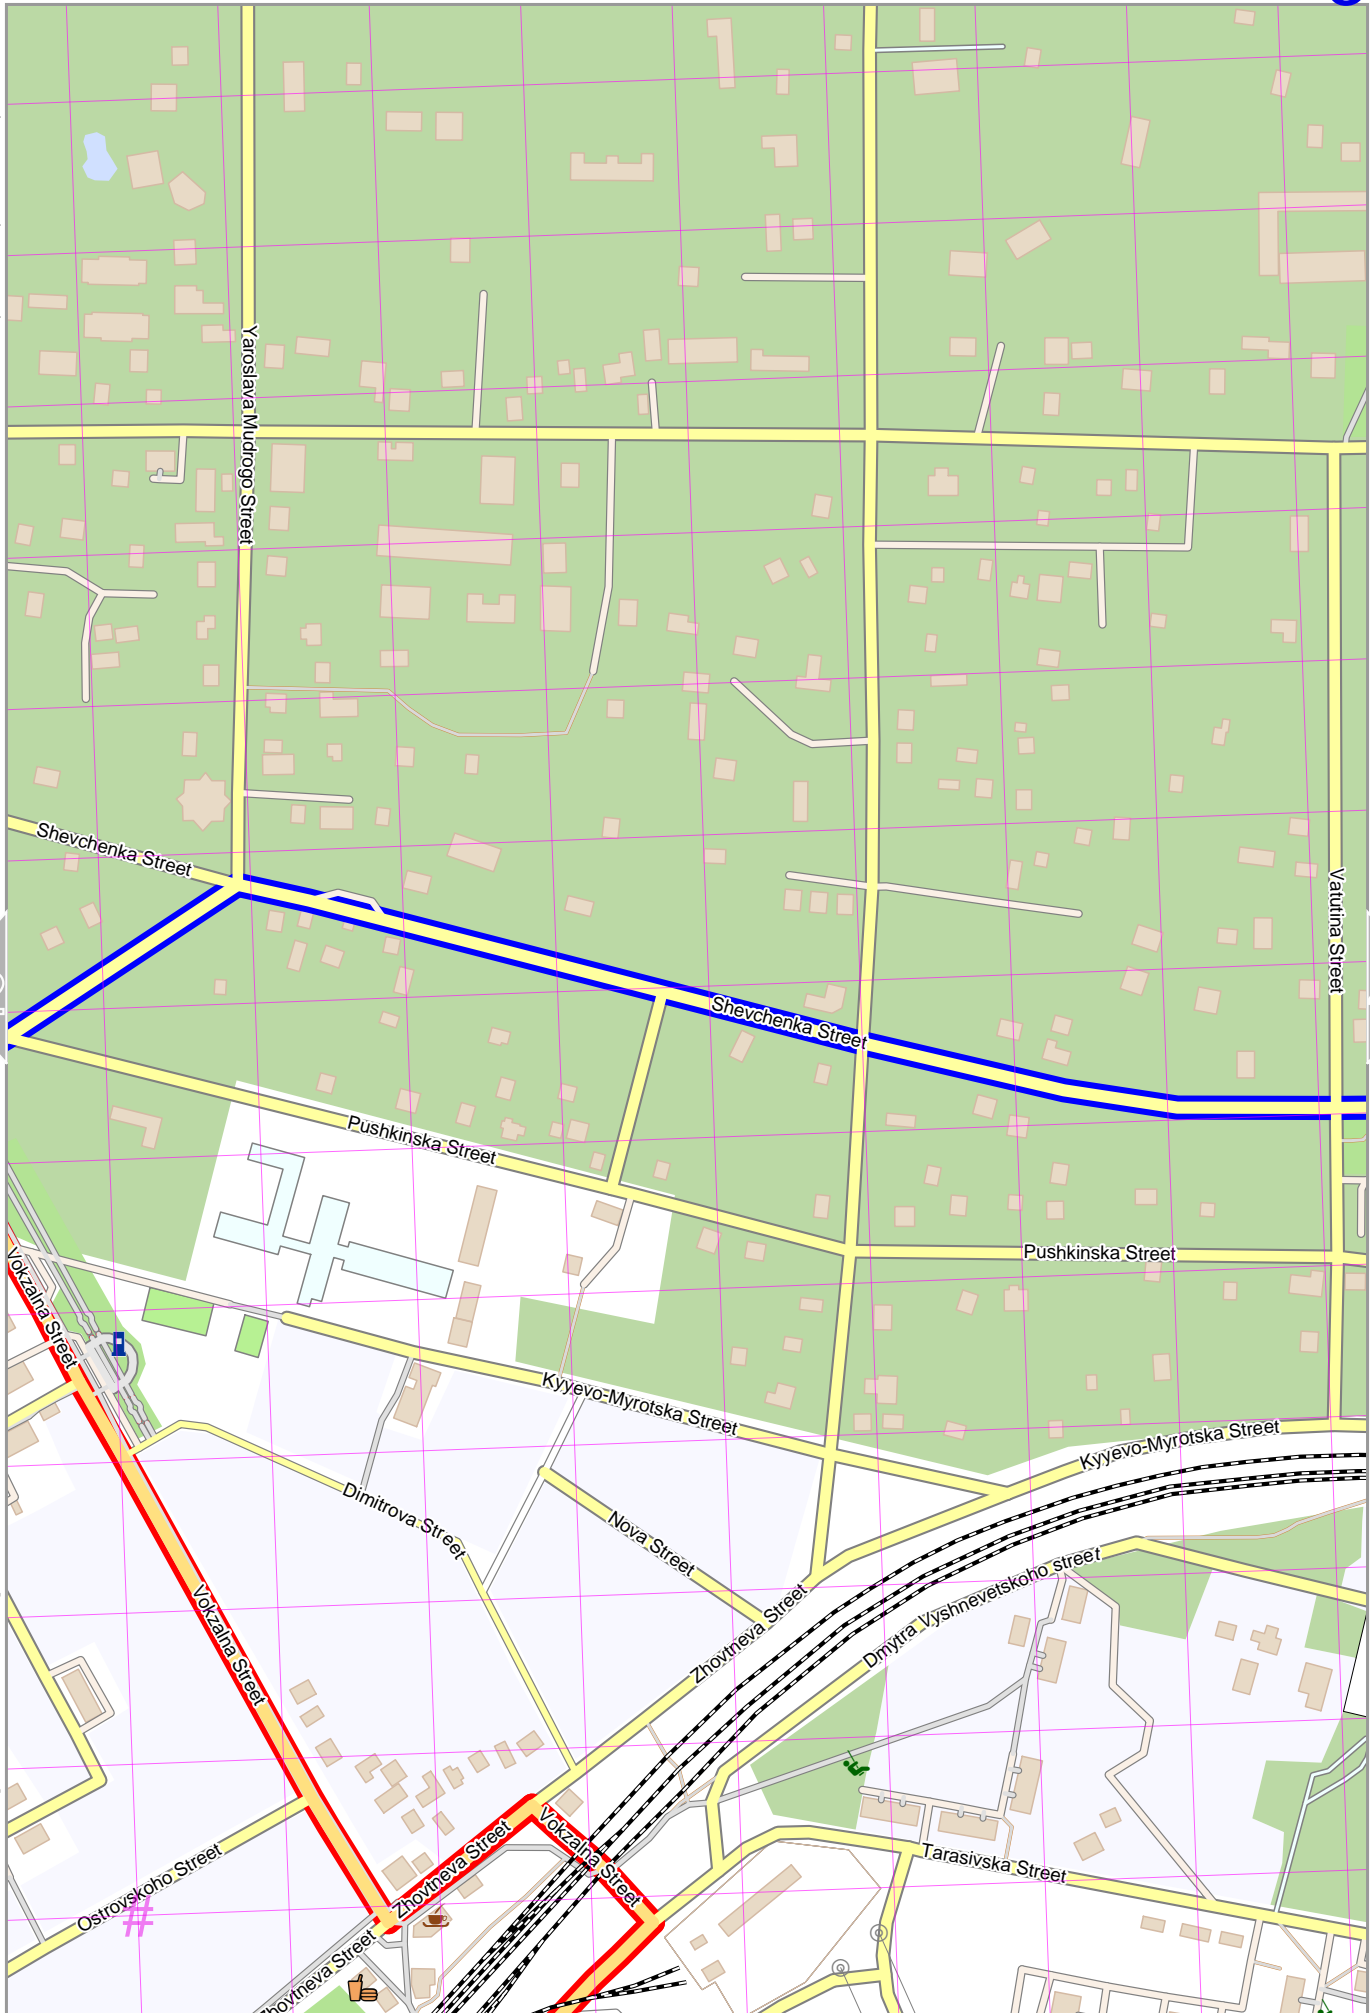 Yaroslava Mudrogo Street
Shevchenka Street
Vatutina Street
Shevchenka Street
Pushkinska Street
Pushkinska Street
Vokzalna Street
Kyyevo-Myrotska Street
Kyyevo-Myrotska Street
Dimitrova Street
Nova Street
Dmytra Vyshnevetskoho street
Zhovtneva Street
Vokzalna Street
Vokzalna Street
Zhovtneva Street
Tarasivska Street
Ostrovskoho Street
#
Zhovtneva Street